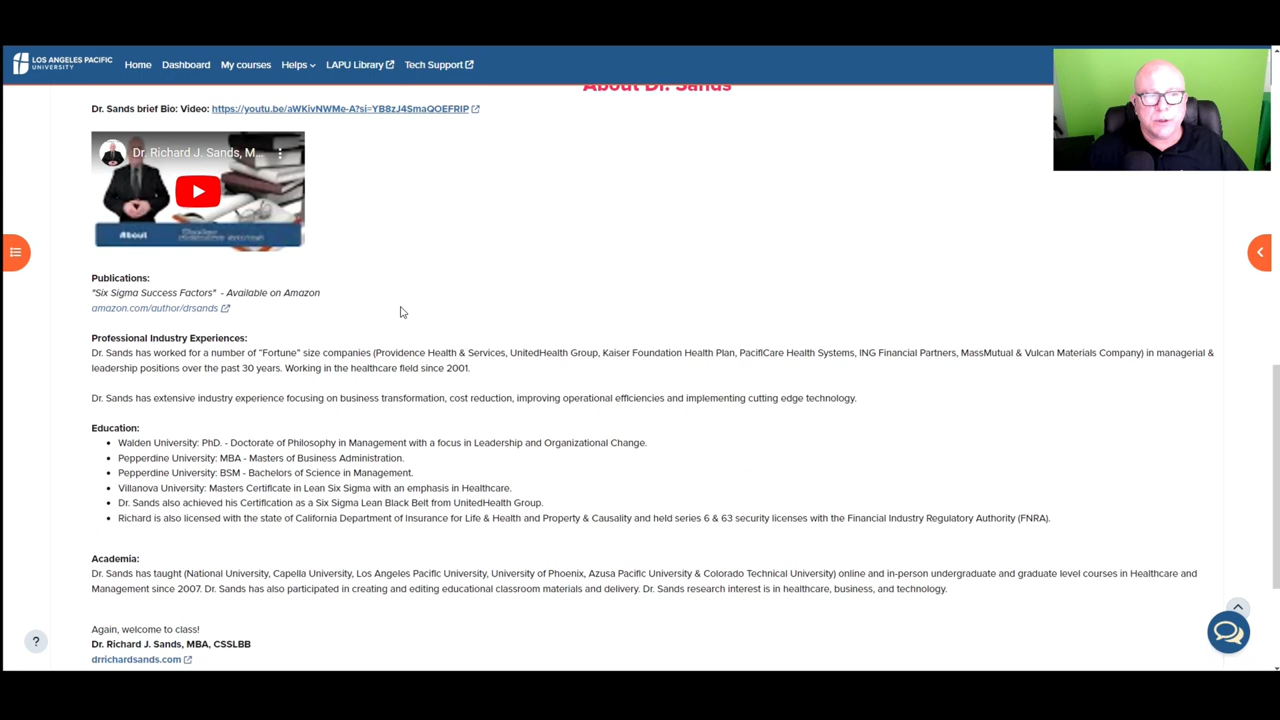 LOS ANGELES PACIFIC
UNIVERSITY
Home
Dashboard
My courses
Helps
LAPU Library
Tech Support
About Dr. Sands
Dr. Sands brief Bio: Video: https://youtu.be/aWKivNWMe-A?si=YB8zJ4SmaQOEFRIP
Dr. Richard J. Sands, M...
About
Publications:
"Six Sigma Success Factors" - Available on Amazon
amazon.com/author/drsands
Professional Industry Experiences:
Dr. Sands has worked for a number of "Fortune" size companies (Providence Health & Services, UnitedHealth Group, Kaiser Foundation Health Plan, PacifiCare Health Systems, ING Financial Partners, MassMutual & Vulcan Materials Company) in managerial &
leadership positions over the past 30 years. Working in the healthcare field since 2001.
Dr. Sands has extensive industry experience focusing on business transformation, cost reduction, improving operational efficiencies and implementing cutting edge technology.
Education:
Walden University: PhD. - Doctorate of Philosophy in Management with a focus in Leadership and Organizational Change.
Pepperdine University: MBA - Masters of Business Administration.
Pepperdine University: BSM - Bachelors of Science in Management.
Villanova University: Masters Certificate in Lean Six Sigma with an emphasis in Healthcare.
Dr. Sands also achieved his Certification as a Six Sigma Lean Black Belt from UnitedHealth Group.
Richard is also licensed with the state of California Department of Insurance for Life & Health and Property & Causality and held series 6 & 63 security licenses with the Financial Industry Regulatory Authority (FNRA).
Academia:
Dr. Sands has taught (National University, Capella University, Los Angeles Pacific University, University of Phoenix, Azusa Pacific University & Colorado Technical University) online and in-person undergraduate and graduate level courses in Healthcare and
Management since 2007. Dr. Sands has also participated in creating and editing educational classroom materials and delivery. Dr. Sands research interest is in healthcare, business, and technology.
Again, welcome to class!
Dr. Richard J. Sands, MBA, CSSLBB
drrichardsands.com
?